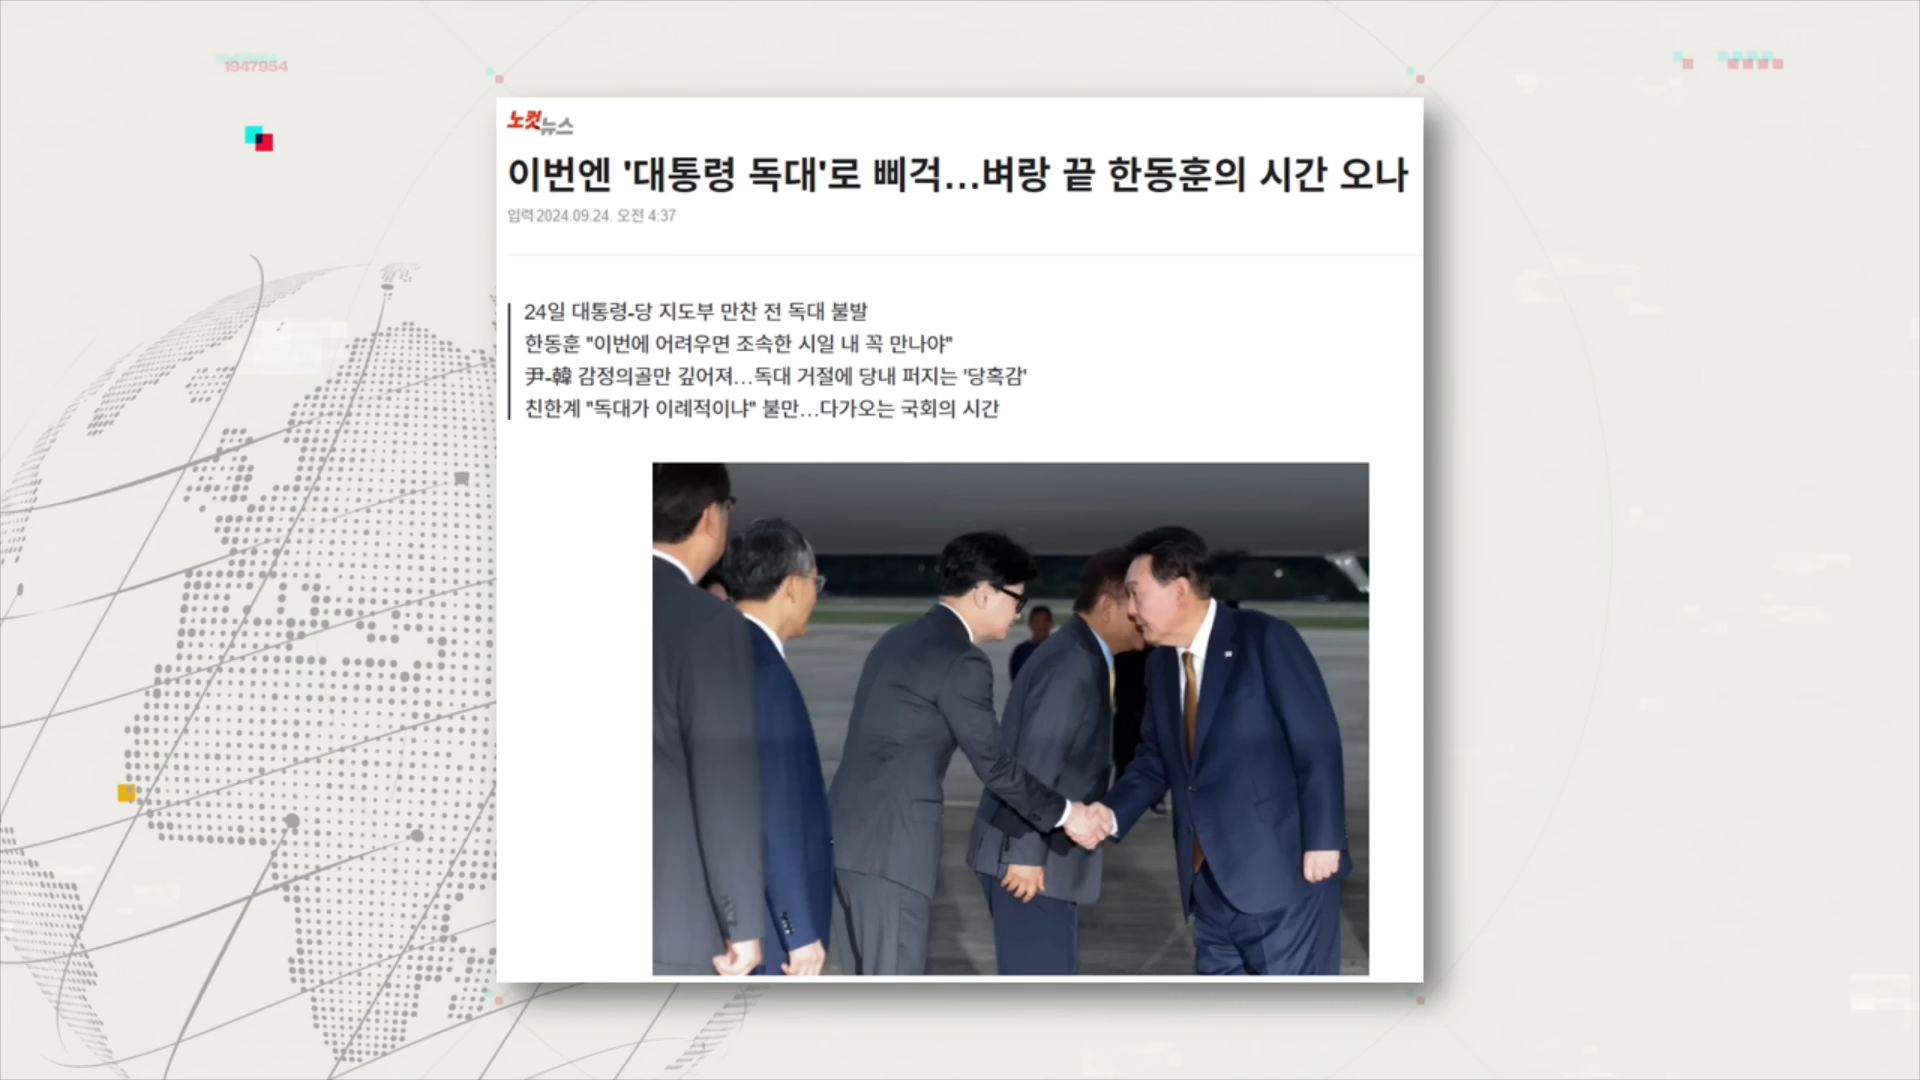 1947954
노컷뉴스
이번엔 '대통령 독대'로 삐걱…벼랑 끝 한동훈의 시간 오나
입력 2024.09.24. 오전 4:37
24일 대통령-당 지도부 만찬 전 독대 불발
한동훈 "이번에 어려우면 조속한 시일 내 꼭 만나야"
尹-韓 감정의골만 깊어져…독대 거절에 당내 퍼지는 '당혹감'
친한계 "독대가 이례적이냐" 불만…다가오는 국회의 시간